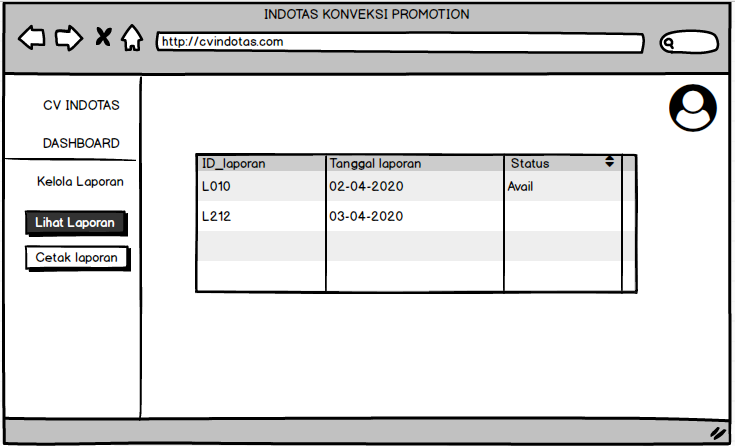 INDOTAS KONVEKSI PROMOTION
http://cvindotas.com
CV INDOTAS
DASHBOARD
Kelola Laporan
Lihat Laporan
Cetak laporan
ID_laporan Tanggal laporan Status
L010 02-04-2020 Avail
L212 03-04-2020